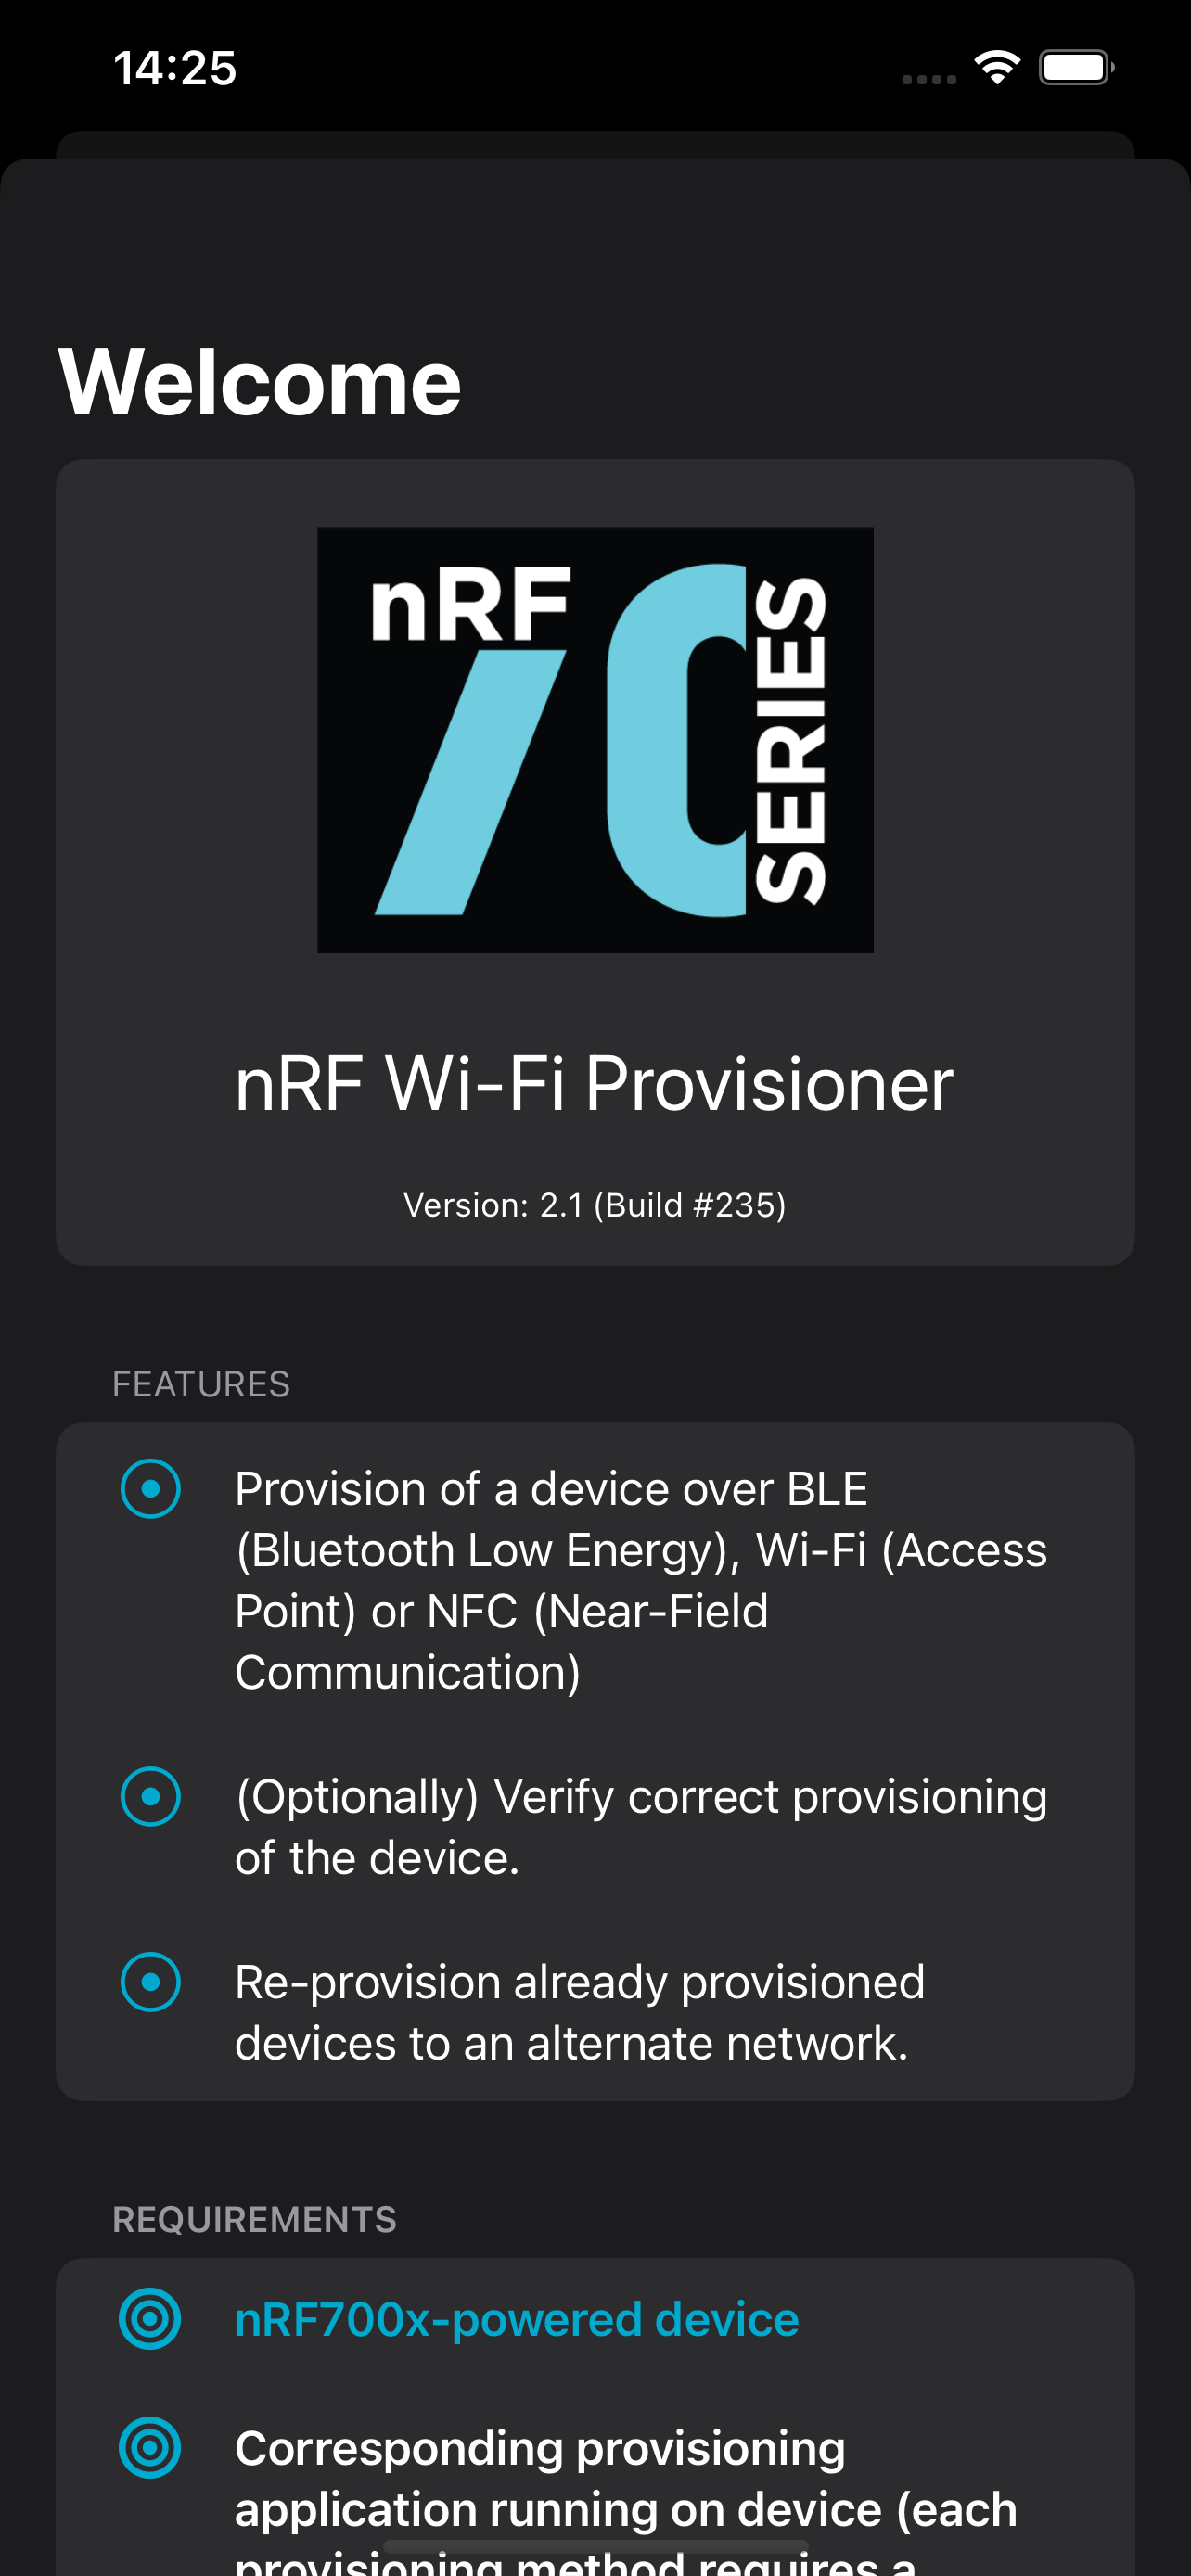 14:25
Welcome
nRF
70
SERIES
nRF Wi-Fi Provisioner
Version: 2.1 (Build #235)
FEATURES
Provision of a device over BLE
(Bluetooth Low Energy), Wi-Fi (Access
Point) or NFC (Near-Field
Communication)
(Optionally) Verify correct provisioning
of the device.
Re-provision already provisioned
devices to an alternate network.
REQUIREMENTS
nRF700x-powered device
Corresponding provisioning
application running on device (each
provisioning method requires a